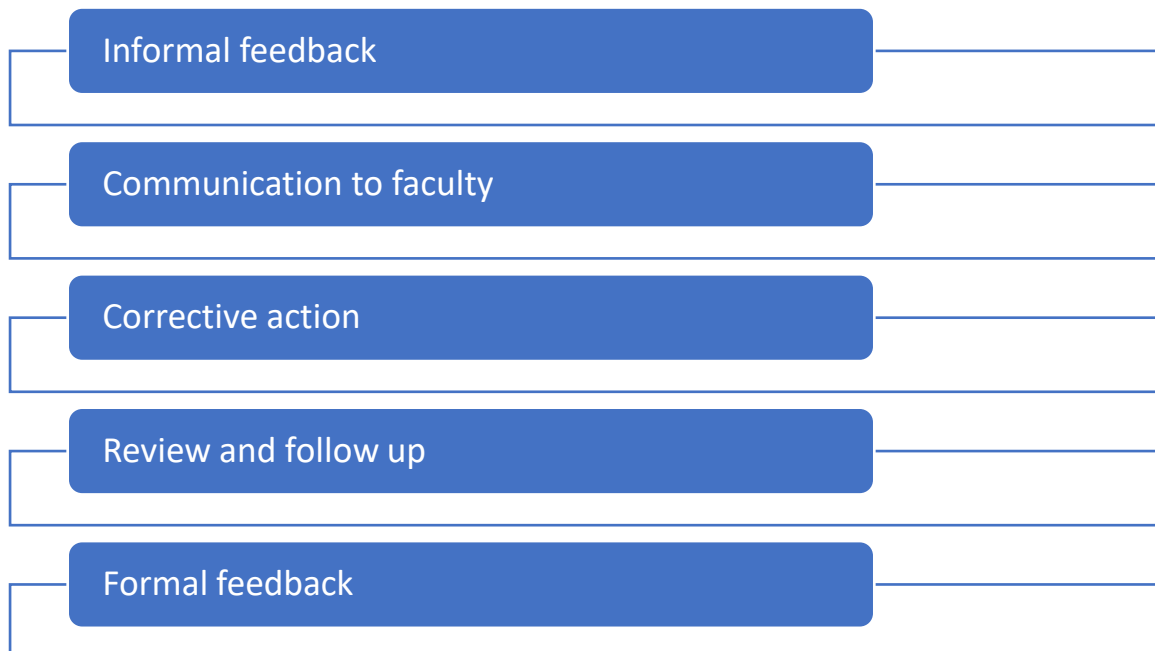 Informal feedback
Communication to faculty
Corrective action
Review and follow up
Formal feedback